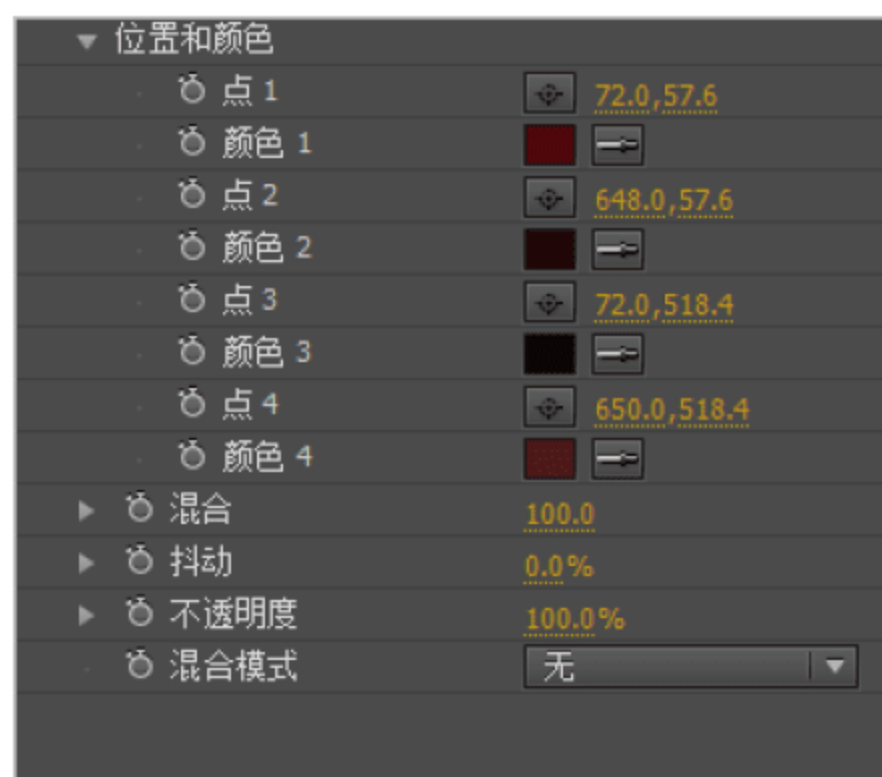 位置和颜色
点 1 72.0,57.6
颜色 1
点 2 648.0,57.6
颜色 2
点 3 72.0,518.4
颜色 3
点 4 650.0,518.4
颜色 4
混合 100.0
抖动 0.0%
不透明度 100.0%
混合模式 无